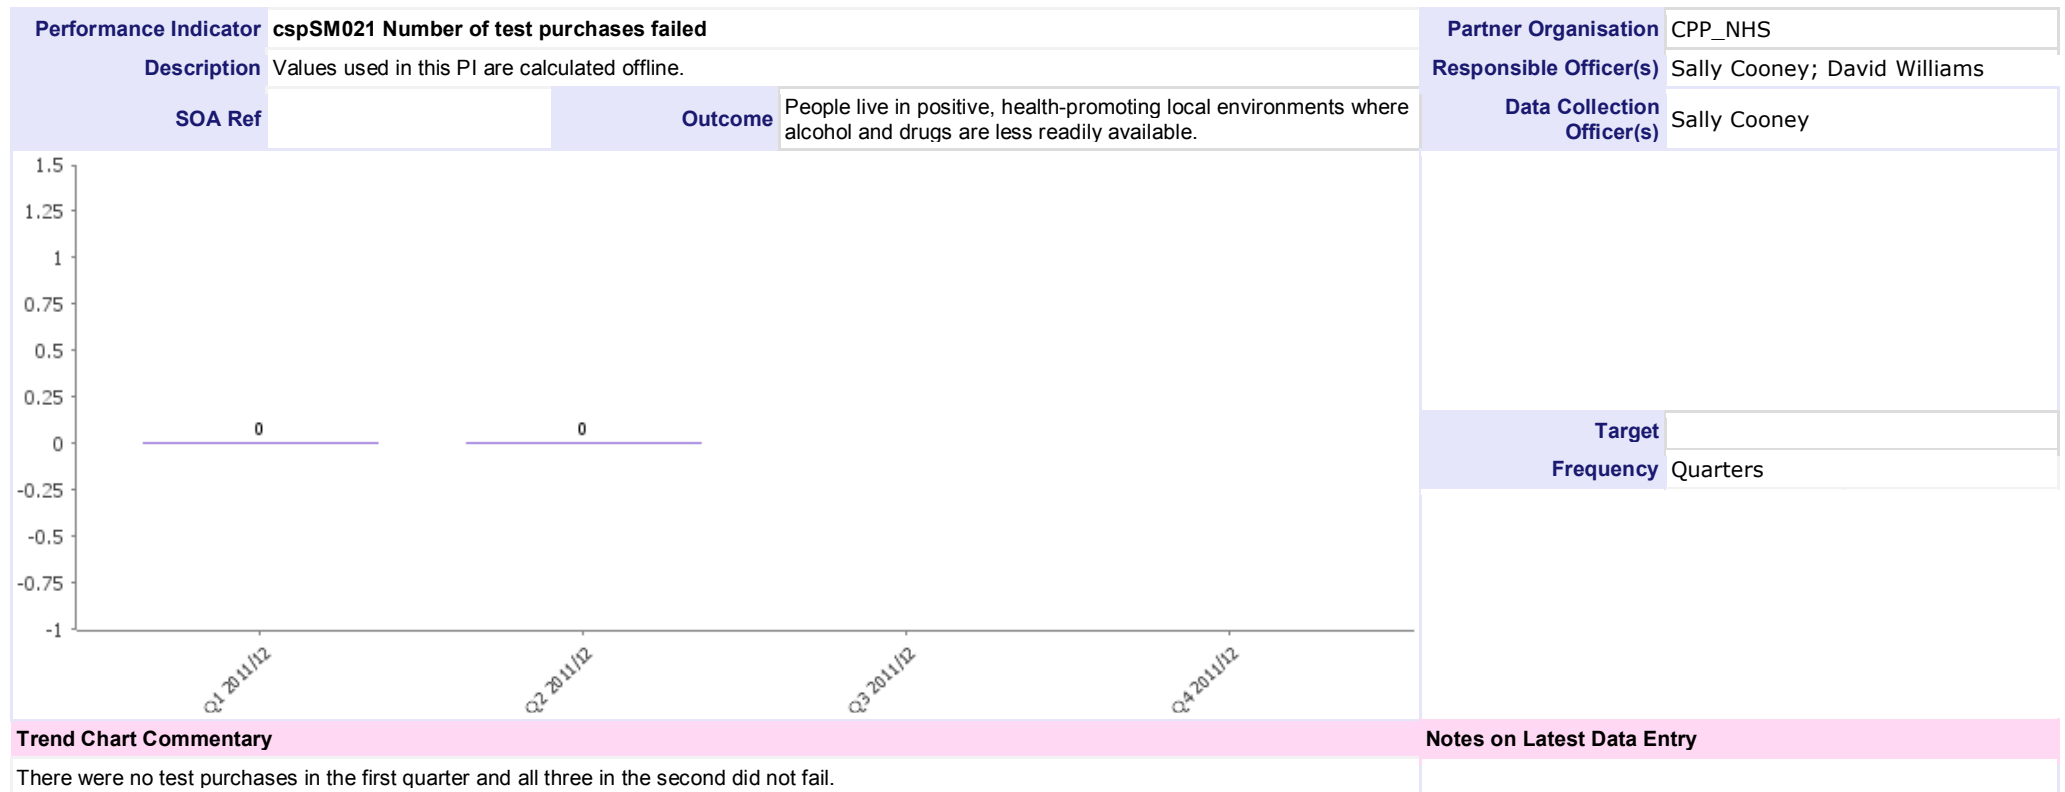 Performance Indicator cspSM021 Number of test purchases failed
Partner Organisation CPP_NHS
Description Values used in this PI are calculated offline.
Responsible Officer(s) Sally Cooney; David Williams
SOA Ref
Outcome People live in positive, health-promoting local environments where
alcohol and drugs are less readily available.
Data Collection
Officer(s) Sally Cooney
1.5
1.25
1
0.75
0.5
0.25
0
-0.25
-0.5
-0.75
-1
0
0
Q1 2011/12
Q2 2011/12
Q3 2011/12
Q4 2011/12
Target
Frequency Quarters
Trend Chart Commentary
Notes on Latest Data Entry
There were no test purchases in the first quarter and all three in the second did not fail.